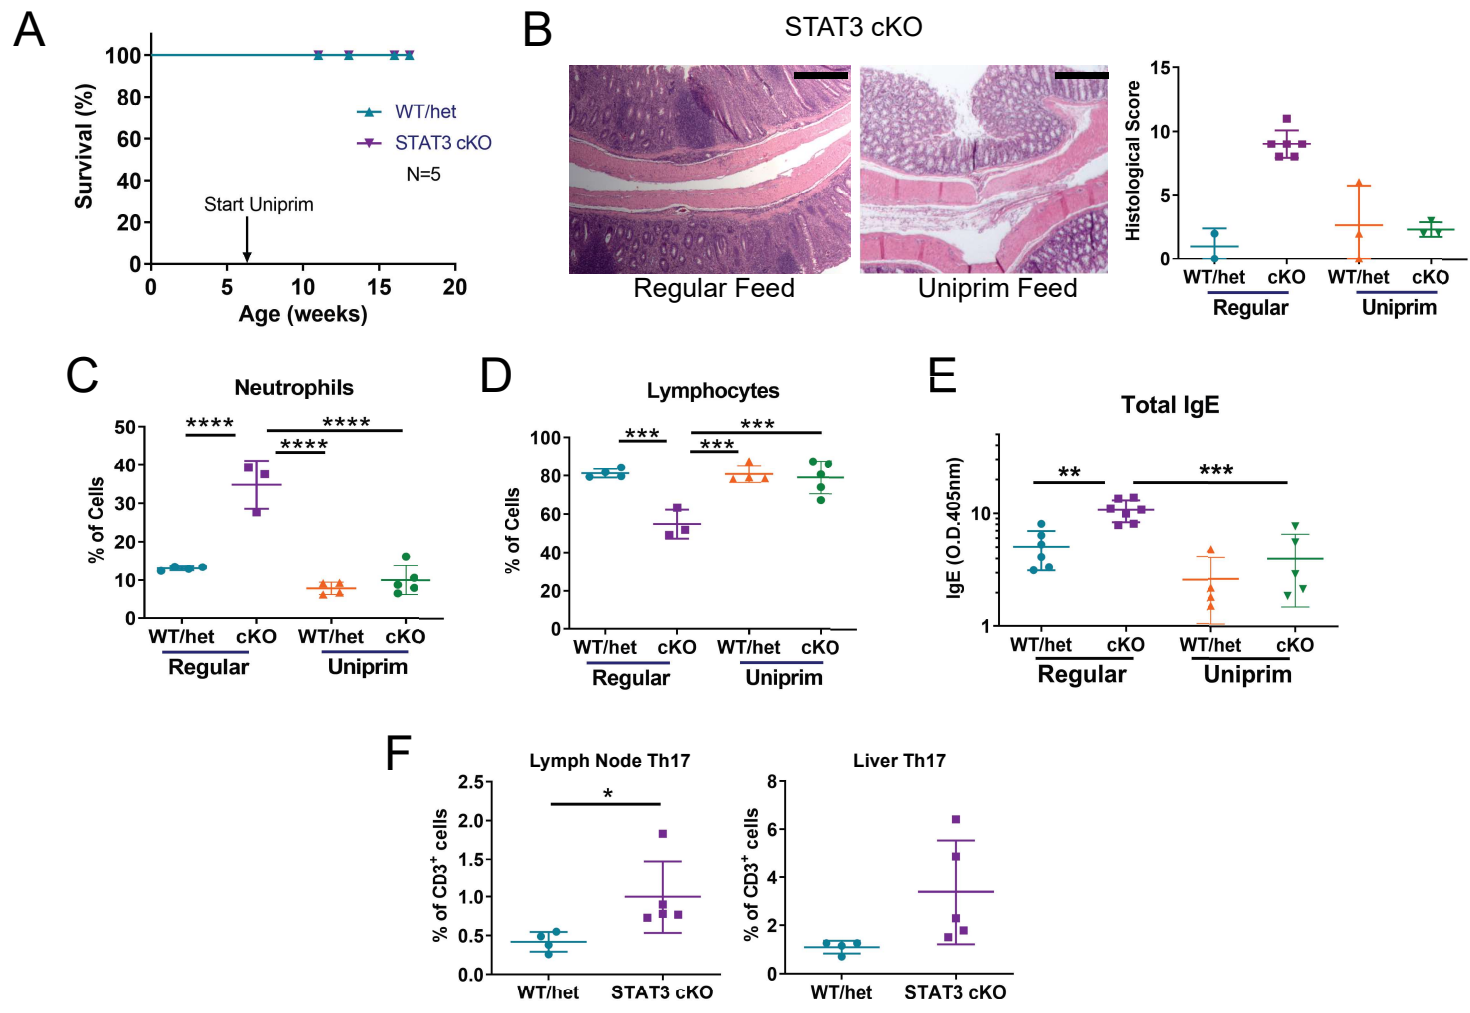 A
Survival (%)
100
80
60
40
20
0
0 5 10 15 20
Age (weeks)
Start Uniprim
WT/het
STAT3 cKO
N=5
B
STAT3 cKO
Regular Feed
Uniprim Feed
Histological Score
15
10
5
0
WT/het cKO WT/het cKO
Regular Uniprim
C
Neutrophils
% of Cells
50
40
30
20
10
0
**** ****
****
WT/het cKO WT/het cKO
Regular Uniprim
D
Lymphocytes
% of Cells
100
80
60
40
20
0
*** ***
***
WT/het cKO WT/het cKO
Regular Uniprim
E
Total IgE
IgE (O.D.405nm)
10
1
** ***
WT/het cKO WT/het cKO
Regular Uniprim
F
Lymph Node Th17
% of CD3+ cells
2.5
2.0
1.5
1.0
0.5
0.0
*
WT/het STAT3 cKO
Liver Th17
% of CD3+ cells
8
6
4
2
0
WT/het STAT3 cKO